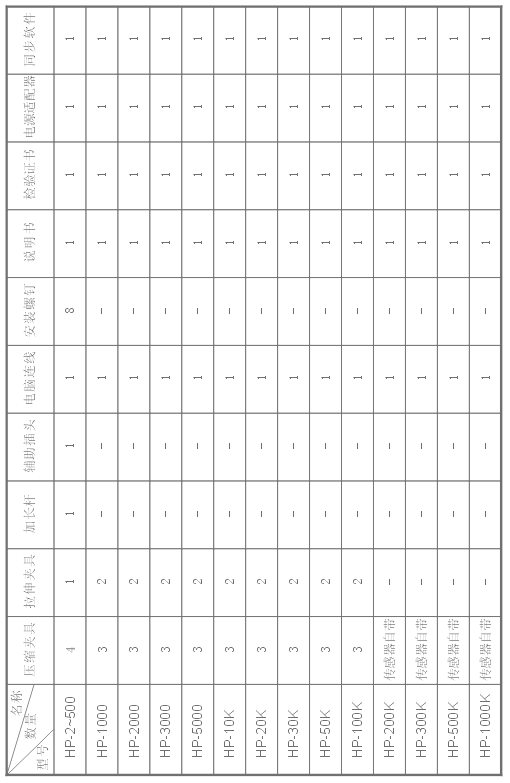 名称 数量 型号 压缩夹具 拉伸夹具 加长杆 辅助插头 电脑连线 安装螺钉 说明书 检验证书 电源适配器 同步软件
HP-2~500 4 1 1 1 1 8 1 1 1 1
HP-1000 3 2 – – 1 – 1 1 1 1
HP-2000 3 2 – – 1 – 1 1 1 1
HP-3000 3 2 – – 1 – 1 1 1 1
HP-5000 3 2 – – 1 – 1 1 1 1
HP-10K 3 2 – – 1 – 1 1 1 1
HP-20K 3 2 – – 1 – 1 1 1 1
HP-30K 3 2 – – 1 – 1 1 1 1
HP-50K 3 2 – – 1 – 1 1 1 1
HP-100K 3 2 – – 1 – 1 1 1 1
HP-200K 传感器自带 – – – 1 – 1 1 1 1
HP-300K 传感器自带 – – – 1 – 1 1 1 1
HP-500K 传感器自带 – – – 1 – 1 1 1 1
HP-1000K 传感器自带 – – – 1 – 1 1 1 1